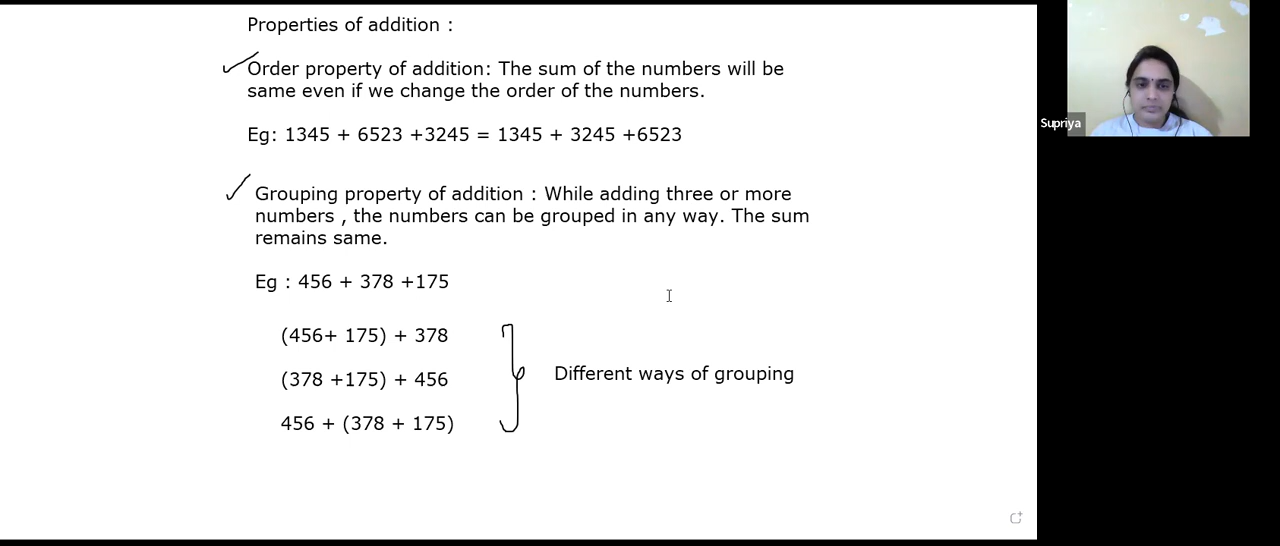 Properties of addition :
Order property of addition: The sum of the numbers will be
same even if we change the order of the numbers.
Eg: 1345 + 6523 +3245 = 1345 + 3245 +6523
Grouping property of addition : While adding three or more
numbers , the numbers can be grouped in any way. The sum
remains same.
Eg : 456 + 378 +175
(456+ 175) + 378
(378 +175) + 456
456 + (378 + 175)
Different ways of grouping
Supriya